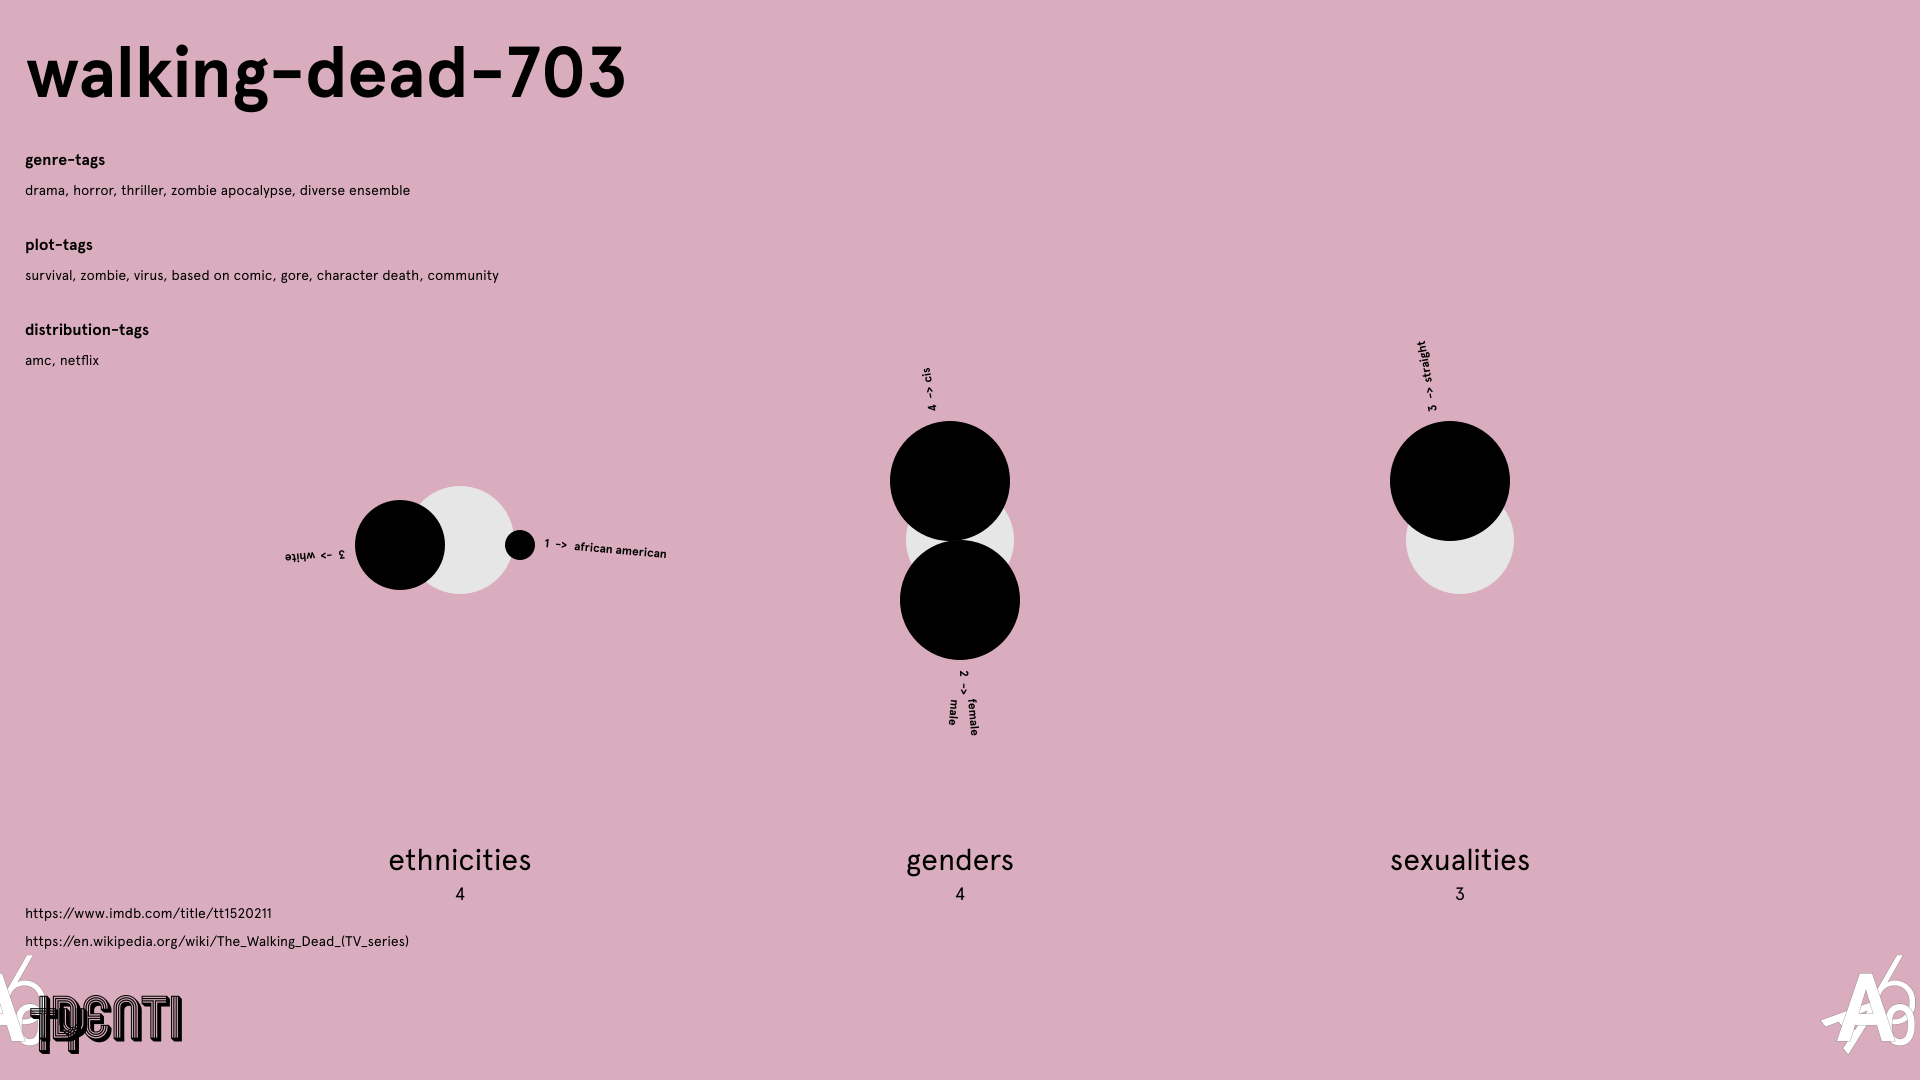 walking-dead-703
genre-tags
drama, horror, thriller, zombie apocalypse, diverse ensemble
plot-tags
survival, zombie, virus, based on comic, gore, character death, community
distribution-tags
amc, netflix
3 -> white
1 -> african american
4 -> cis
2 -> female
male
3 -> straight
ethnicities
4
genders
4
sexualities
3
https://www.imdb.com/title/tt1520211
https://en.wikipedia.org/wiki/The_Walking_Dead_(TV_series)
IDENTI